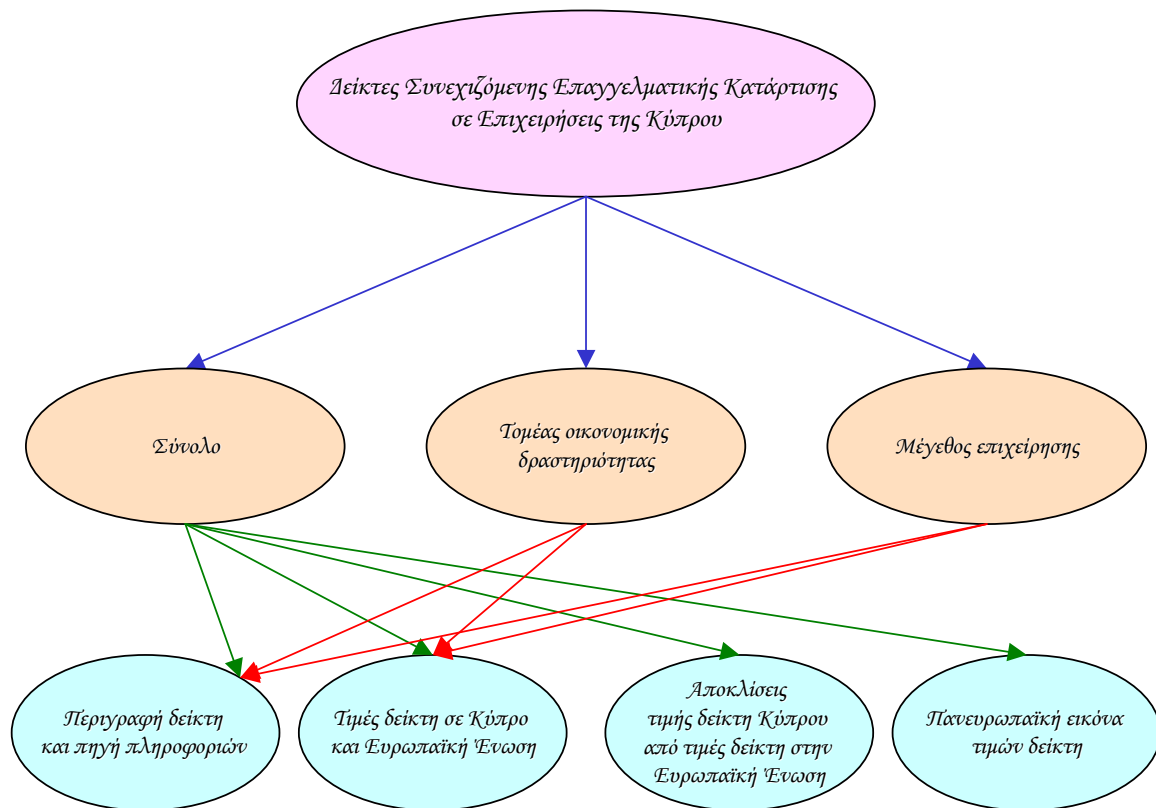 Δείκτες Συνεχιζόμενης Επαγγελματικής Κατάρτισης
σε Επιχειρήσεις της Κύπρου
Σύνολο
Τομέας οικονομικής
δραστηριότητας
Μέγεθος επιχείρησης
Περιγραφή δείκτη
και πηγή πληροφοριών
Τιμές δείκτη σε Κύπρο
και Ευρωπαϊκή Ένωση
Αποκλίσεις
τιμής δείκτη Κύπρου
από τιμές δείκτη στην
Ευρωπαϊκή Ένωση
Πανευρωπαϊκή εικόνα
τιμών δείκτη